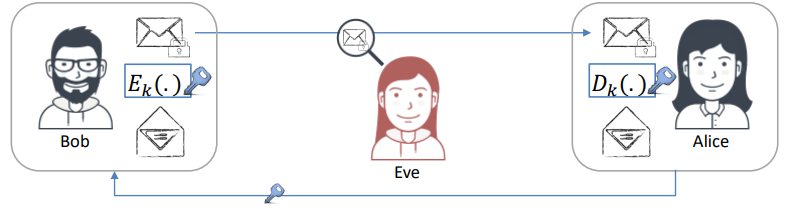 E_k(.)
D_k(.)
Bob
Eve
Alice